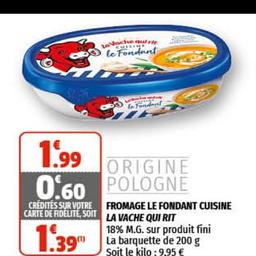 La Vache qui rit
CUISINE
le Fondant
le Fondant
1.99
ORIGINE
POLOGNE
0.60
CRÉDITÉS SUR VOTRE
CARTE DE FIDÉLITÉ, SOIT
1.39(1)
FROMAGE LE FONDANT CUISINE
LA VACHE QUI RIT
18% M.G. sur produit fini
La barquette de 200 g
Soit le kilo : 9,95 €